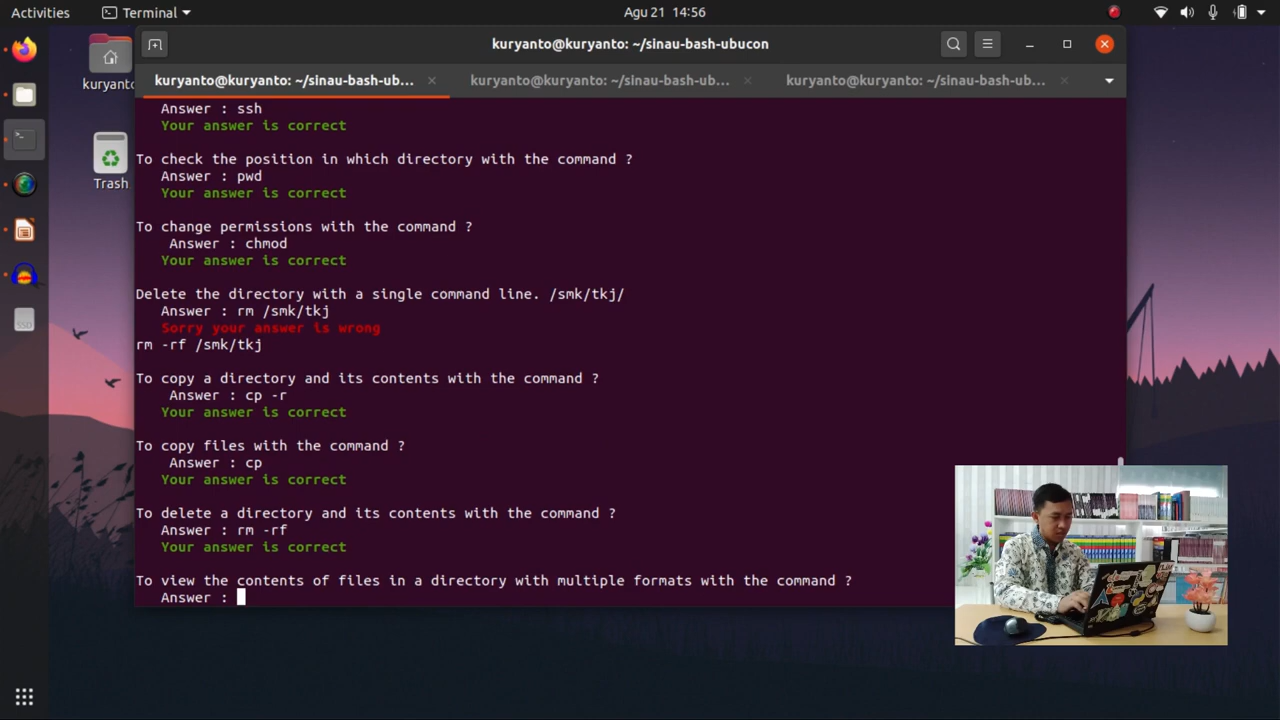 Activities
Terminal
Agu 21 14:56
kuryanto@kuryanto: ~/sinau-bash-ubucon
kuryanto@kuryanto: ~/sinau-bash-ub...
kuryanto@kuryanto: ~/sinau-bash-ub...
kuryanto@kuryanto: ~/sinau-bash-ub...
kuryanto
Trash
SSD
Answer : ssh
Your answer is correct
To check the position in which directory with the command ?
Answer : pwd
Your answer is correct
To change permissions with the command ?
Answer : chmod
Your answer is correct
Delete the directory with a single command line. /smk/tkj/
Answer : rm /smk/tkj
Sorry your answer is wrong
rm -rf /smk/tkj
To copy a directory and its contents with the command ?
Answer : cp -r
Your answer is correct
To copy files with the command ?
Answer : cp
Your answer is correct
To delete a directory and its contents with the command ?
Answer : rm -rf
Your answer is correct
To view the contents of files in a directory with multiple formats with the command ?
Answer :